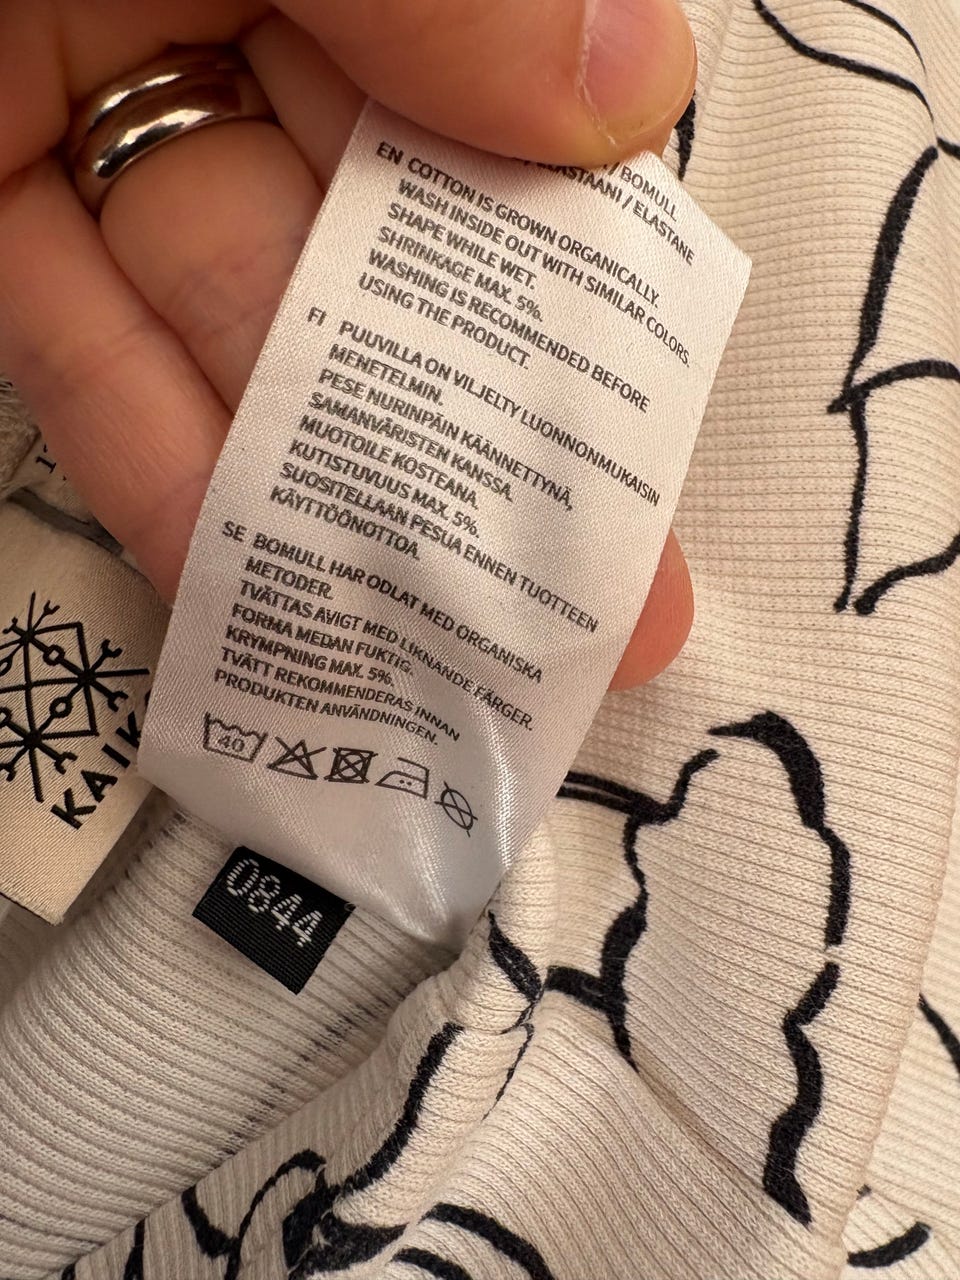 / BOMULL
ELASTAANI / ELASTANE
EN COTTON IS GROWN ORGANICALLY.
WASH INSIDE OUT WITH SIMILAR COLORS.
SHAPE WHILE WET.
SHRINKAGE MAX. 5%.
WASHING IS RECOMMENDED BEFORE
USING THE PRODUCT.
FI PUUVILLA ON VILJELTY LUONNONMUKAISIN
MENETELMIN.
PESE NURINPÄIN KÄÄNNETTYNÄ,
SAMANVÄRISTEN KANSSA.
MUOTOILE KOSTEANA.
KUTISTUVUUS MAX. 5%.
SUOSITELLAAN PESUA ENNEN TUOTTEEN
KÄYTTÖÖNOTTOA.
SE BOMULL HAR ODLAT MED ORGANISKA
METODER.
TVÄTTAS AVIGT MED LIKNANDE FÄRGER.
FORMA MEDAN FUKTIG.
KRYMPNING MAX. 5%.
TVÄTT REKOMMENDERAS INNAN
PRODUKTEN ANVÄNDNINGEN.
40
KAIK
0844